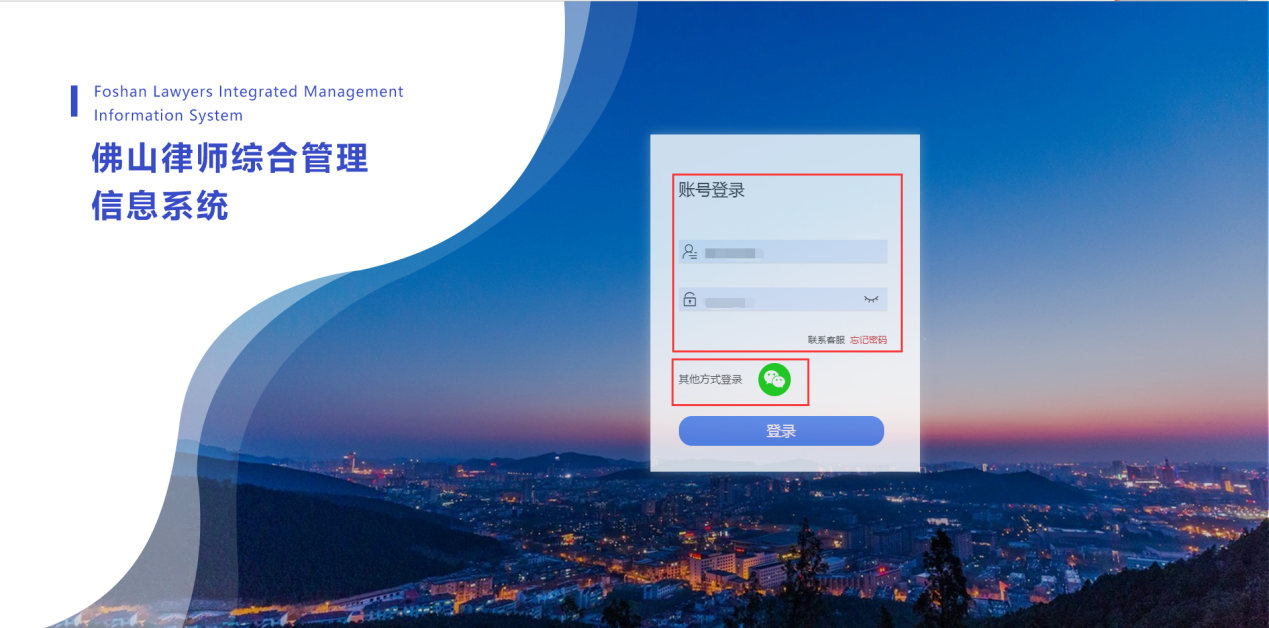 Foshan Lawyers Integrated Management
Information System
佛山律师综合管理
信息系统
账号登录
联系客服 忘记密码
其他方式登录
登录